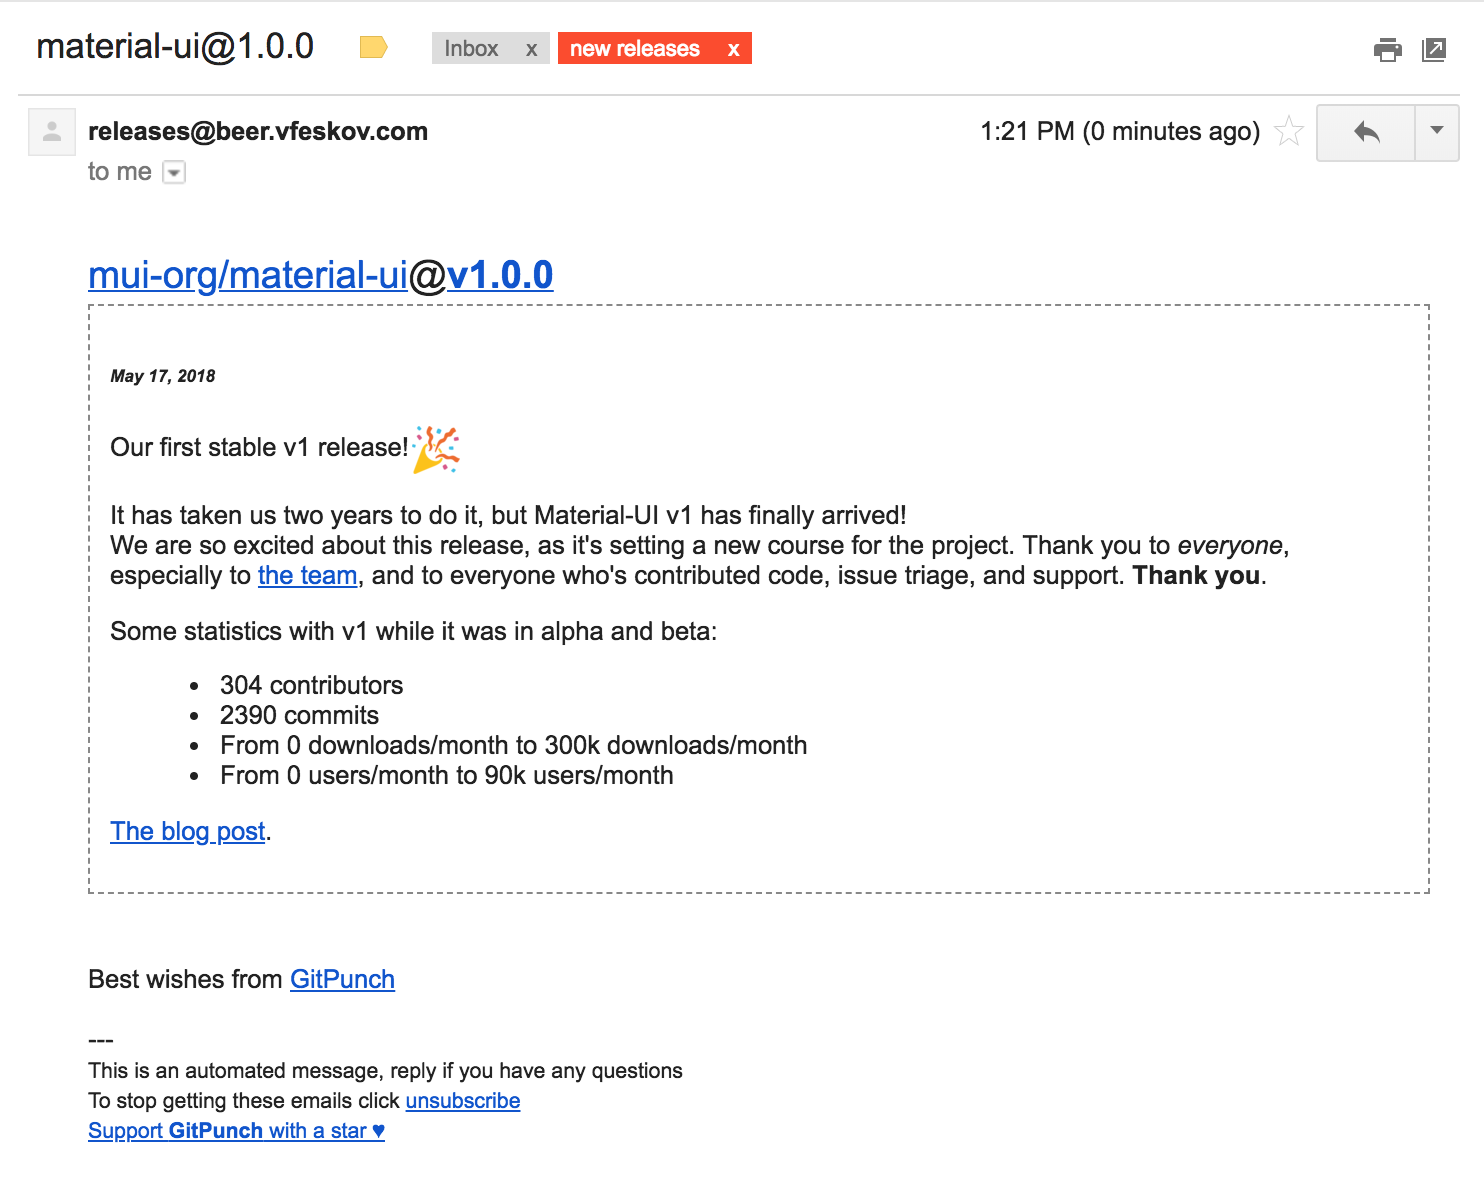 material-ui@1.0.0 Inbox x new releases x
releases@beer.vfeskov.com 1:21 PM (0 minutes ago)
to me
mui-org/material-ui@v1.0.0
May 17, 2018
Our first stable v1 release!🎉
It has taken us two years to do it, but Material-UI v1 has finally arrived!
We are so excited about this release, as it's setting a new course for the project. Thank you to everyone,
especially to the team, and to everyone who's contributed code, issue triage, and support. Thank you.
Some statistics with v1 while it was in alpha and beta:
• 304 contributors
• 2390 commits
• From 0 downloads/month to 300k downloads/month
• From 0 users/month to 90k users/month
The blog post.
Best wishes from GitPunch
---
This is an automated message, reply if you have any questions
To stop getting these emails click unsubscribe
Support GitPunch with a star ♥